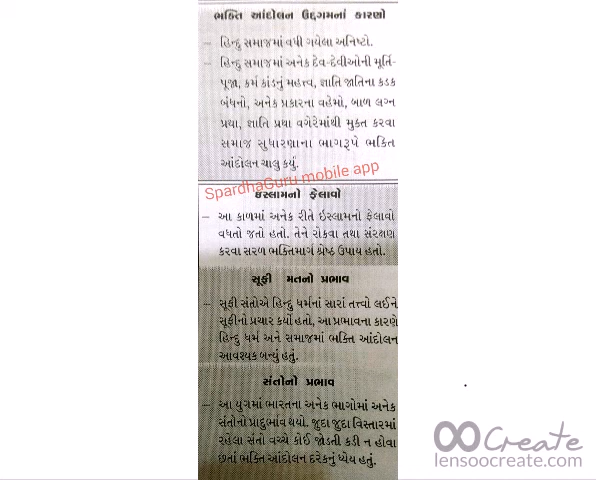 ભક્તિ આંદોલન ઉદ્દગમનાં કારણો
– હિન્દુ સમાજમાં વધી ગયેલા અનિષ્ટો.
– હિન્દુ સમાજમાં અનેક દેવ-દેવીઓની મૂર્તિ-
પૂજા, કર્મ કાંડનું મહત્ત્વ, જ્ઞાતિ જાતિના કડક
બંધનો, અનેક પ્રકારના વહેમો, બાળ લગ્ન
પ્રથા, જ્ઞાતિ પ્રથા વગેરેમાંથી મુક્ત કરવા
સમાજ સુધારણાના ભાગરૂપે ભક્તિ
આંદોલન ચાલુ કર્યું.
SpardhaGuru mobile app
ઇસ્લામનો ફેલાવો
– આ કાળમાં અનેક રીતે ઇસ્લામનો ફેલાવો
વધતો જતો હતો. તેને રોકવા તથા સંરક્ષણ
કરવા સરળ ભક્તિમાર્ગ શ્રેષ્ઠ ઉપાય હતો.
સૂફી મતનો પ્રભાવ
– સૂફી સંતોએ હિન્દુ ધર્મનાં સારાં તત્ત્વો લઈને
સૂફીનો પ્રચાર કર્યો હતો, આ પ્રભાવના કારણે
હિન્દુ ધર્મ અને સમાજમાં ભક્તિ આંદોલન
આવશ્યક બન્યું હતું.
સંતોનો પ્રભાવ
– આ યુગમાં ભારતના અનેક ભાગોમાં અનેક
સંતોનો પ્રાદુર્ભાવ થયો. જુદા જુદા વિસ્તારમાં
રહેલા સંતો વચ્ચે કોઈ જોડતી કડી ન હોવા
છતાં ભક્તિ આંદોલન દરેકનું ધ્યેય હતું.
Create
lensoocreate.com